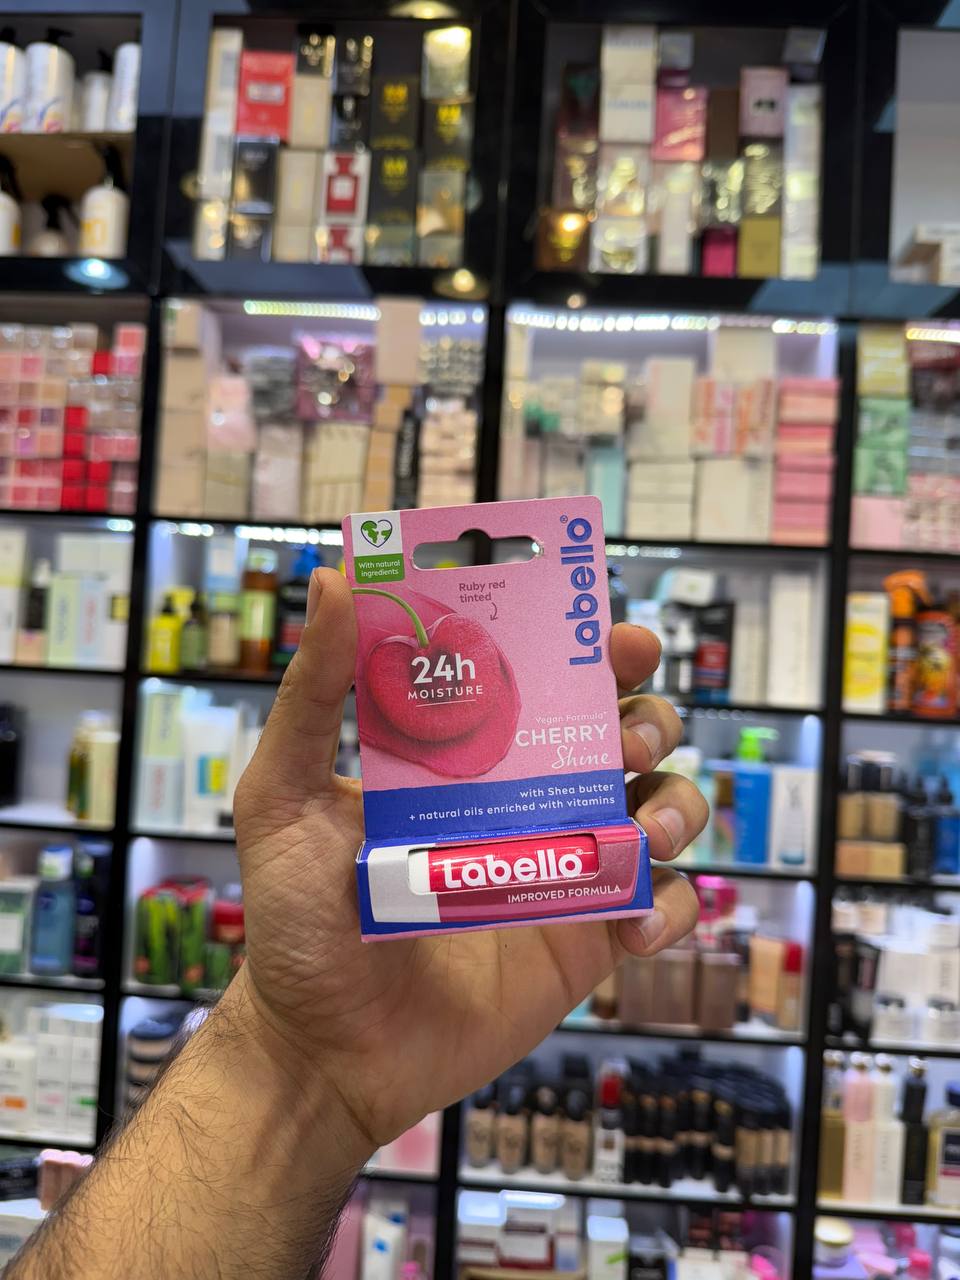 With natural
ingredients
Labello®
Ruby red
tinted
24h
MOISTURE
Vegan Formula*
CHERRY
Shine
with Shea butter
+ natural oils enriched with vitamins
Labello®
IMPROVED FORMULA